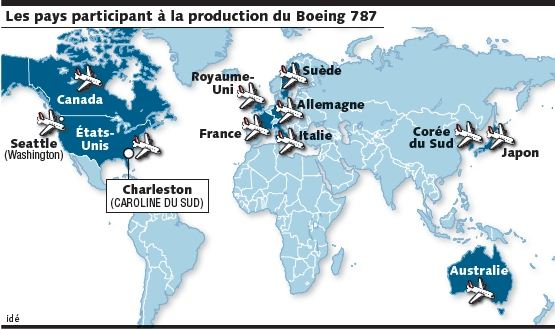 Les pays participant à la production du Boeing 787
Royaume-
Uni
Suède
Canada
Allemagne
États-
Unis
France
Italie
Corée
du Sud
Japon
Seattle
(Washington)
Charleston
(CAROLINE DU SUD)
Australie
idé